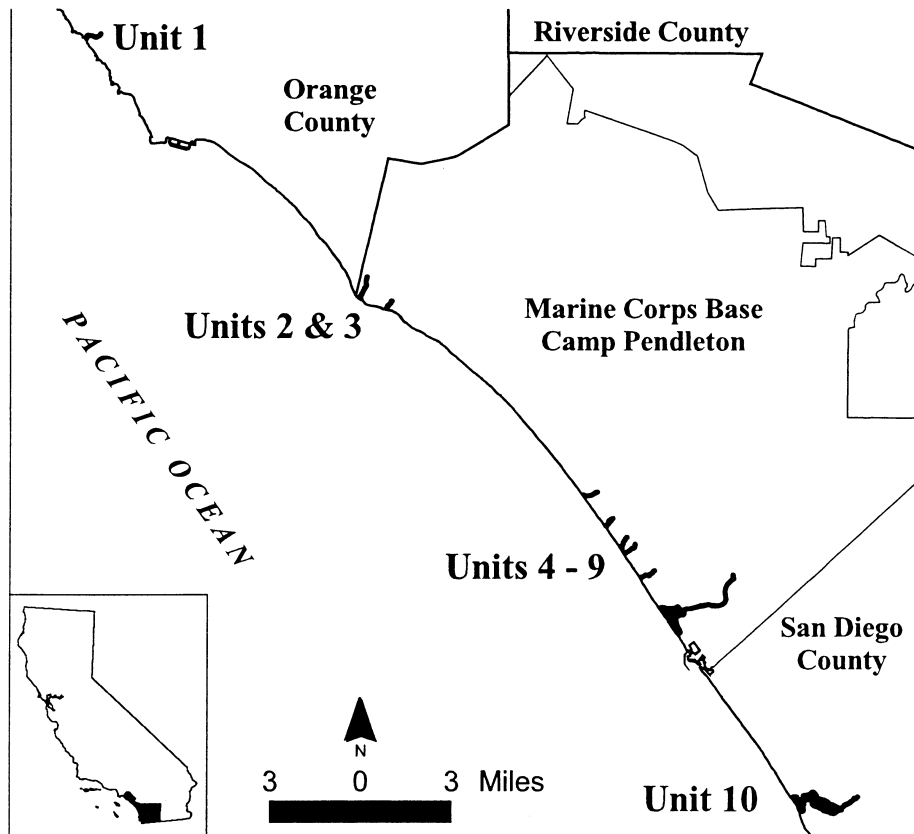 Unit 1
Riverside County
Orange
County
Units 2 & 3
Marine Corps Base
Camp Pendleton
PACIFIC OCEAN
Units 4 - 9
San Diego
County
N
3 0 3 Miles
Unit 10